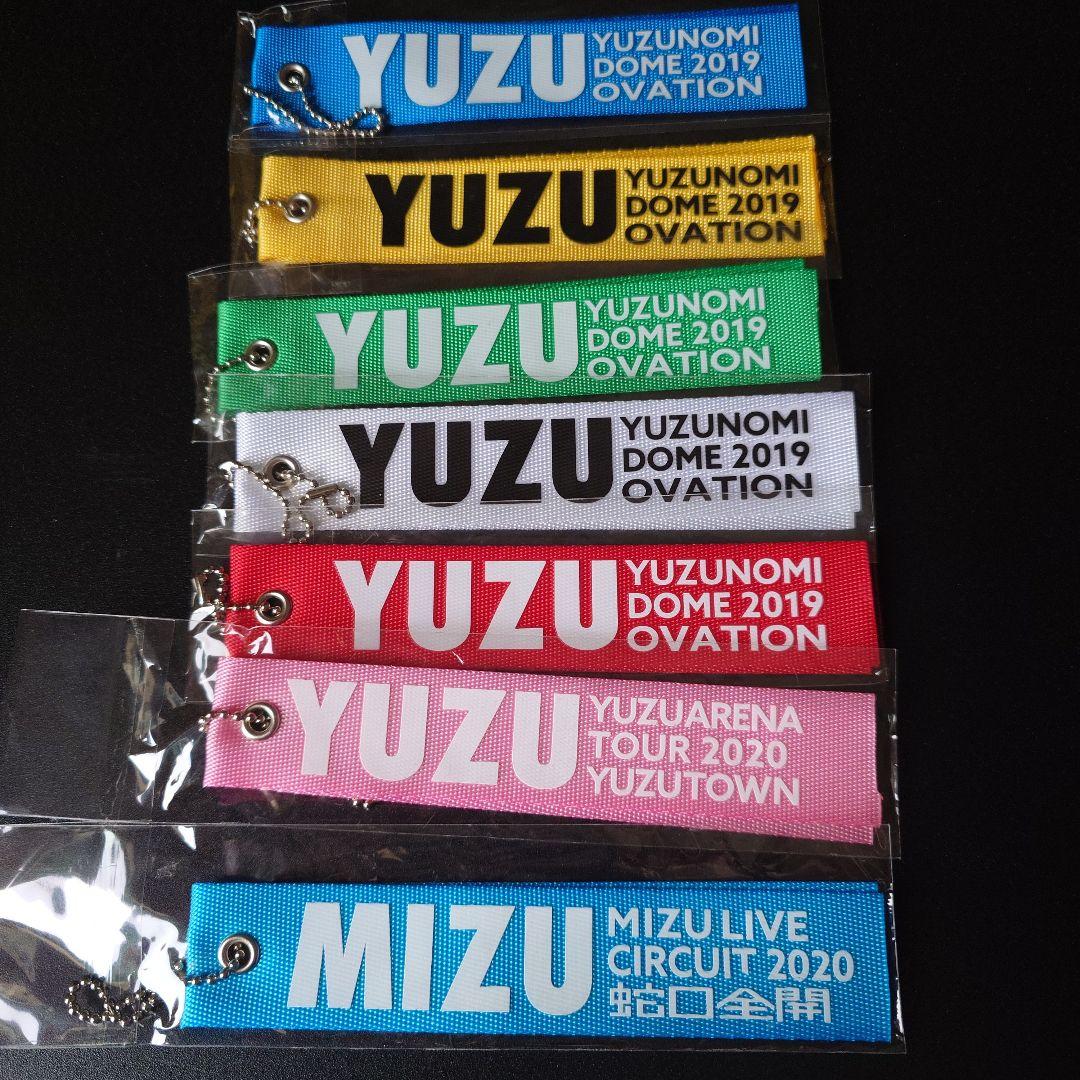 YUZU
YUZUNOMI
DOME 2019
OVATION
YUZU
YUZUNOMI
DOME 2019
OVATION
YUZU
YUZUNOMI
DOME 2019
OVATION
YUZU
YUZUNOMI
DOME 2019
OVATION
YUZU
YUZUNOMI
DOME 2019
OVATION
YUZU
YUZUARENA
TOUR 2020
YUZUTOWN
MIZU
MIZU LIVE
CIRCUIT 2020
蛇口全開